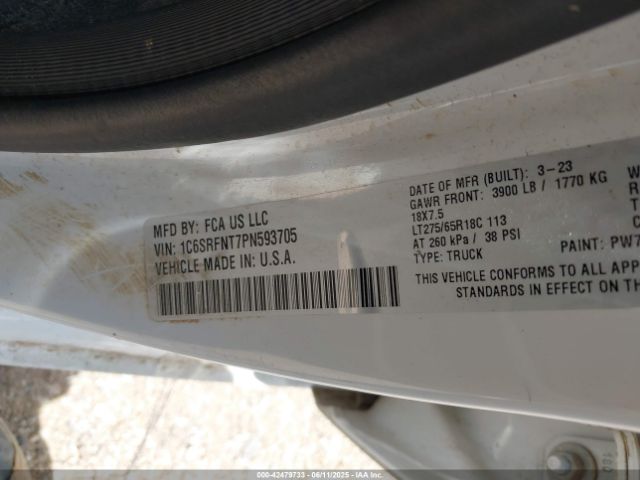 MFD BY: FCA US LLC
VIN: 1C6SRFNT7PN593705
VEHICLE MADE IN: U.S.A.
DATE OF MFR (BUILT): 3-23
GAWR FRONT: 3900 LB / 1770 KG
18X7.5
LT275/65R18C 113
AT 260 kPa / 38 PSI
TYPE: TRUCK
PAINT: PW7
THIS VEHICLE CONFORMS TO ALL APP
STANDARDS IN EFFECT ON THE
000-42479733 - 06/11/2025 - © IAA Inc.